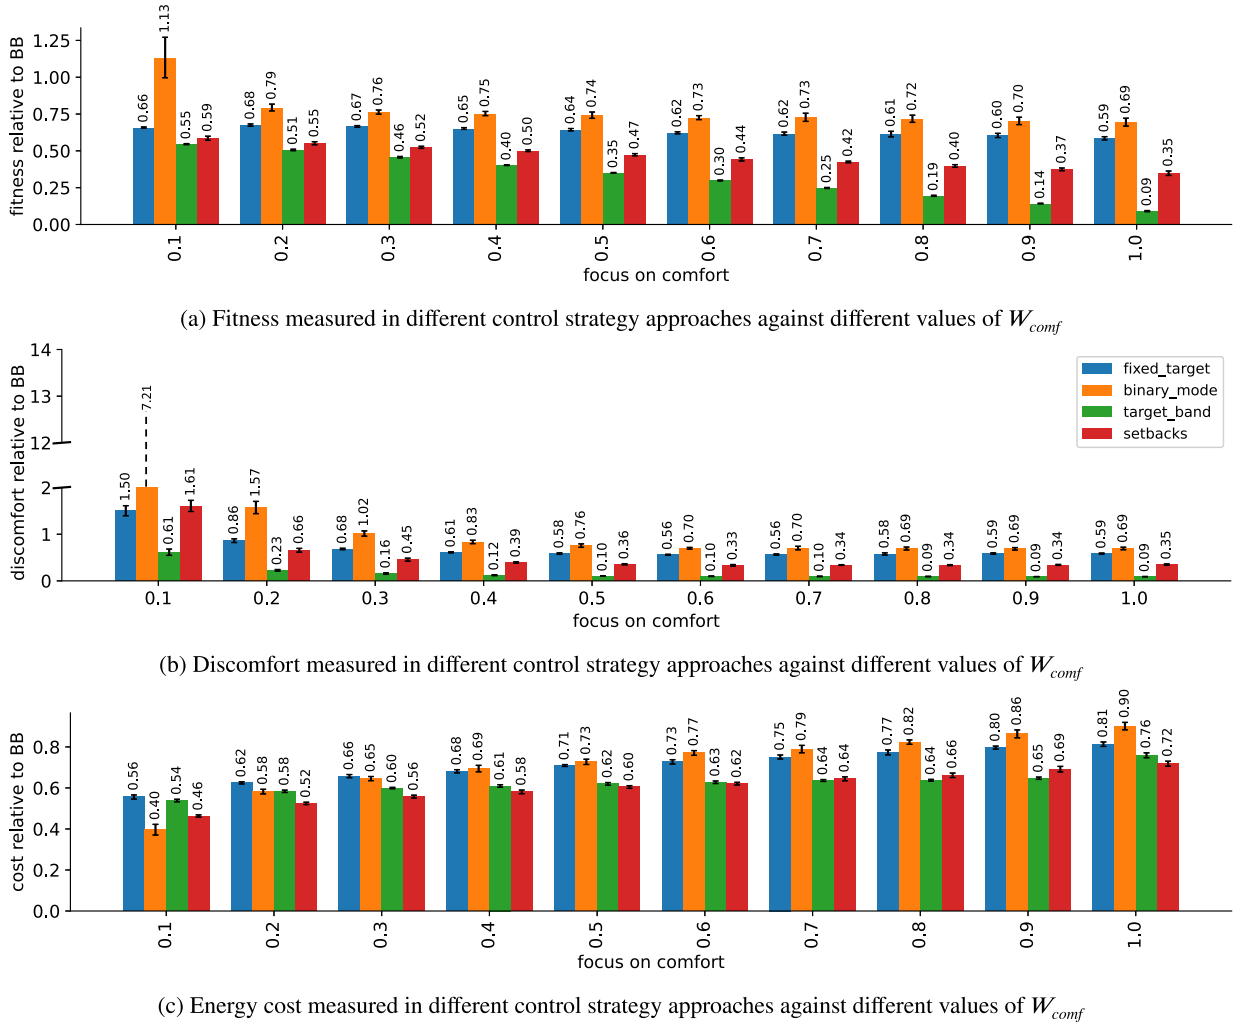 fitness relative to BB
1.25
1.00
0.75
0.50
0.25
0.00
0.66 1.13 0.55 0.59
0.68 0.79 0.51 0.55
0.67 0.76 0.46 0.52
0.65 0.75 0.40 0.50
0.64 0.74 0.35 0.47
0.62 0.73 0.30 0.44
0.62 0.73 0.25 0.42
0.61 0.72 0.19 0.40
0.60 0.70 0.14 0.37
0.59 0.69 0.09 0.35
0.1 0.2 0.3 0.4 0.5 0.6 0.7 0.8 0.9 1.0
focus on comfort
(a) Fitness measured in different control strategy approaches against different values of W_comf
discomfort relative to BB
14
13
12
2
1
0
fixed_target
binary_mode
target_band
setbacks
1.50 7.21 0.61 1.61
0.86 1.57 0.23 0.66
0.68 1.02 0.16 0.45
0.61 0.83 0.12 0.39
0.58 0.76 0.10 0.36
0.56 0.70 0.10 0.33
0.56 0.70 0.10 0.34
0.58 0.69 0.09 0.34
0.59 0.69 0.09 0.34
0.59 0.69 0.09 0.35
0.1 0.2 0.3 0.4 0.5 0.6 0.7 0.8 0.9 1.0
focus on comfort
(b) Discomfort measured in different control strategy approaches against different values of W_comf
cost relative to BB
0.8
0.6
0.4
0.2
0.0
0.56 0.40 0.54 0.46
0.62 0.58 0.58 0.52
0.66 0.65 0.60 0.56
0.68 0.69 0.61 0.58
0.71 0.73 0.62 0.60
0.73 0.77 0.63 0.62
0.75 0.79 0.64 0.64
0.77 0.82 0.64 0.66
0.80 0.86 0.65 0.69
0.81 0.90 0.76 0.72
0.1 0.2 0.3 0.4 0.5 0.6 0.7 0.8 0.9 1.0
focus on comfort
(c) Energy cost measured in different control strategy approaches against different values of W_comf